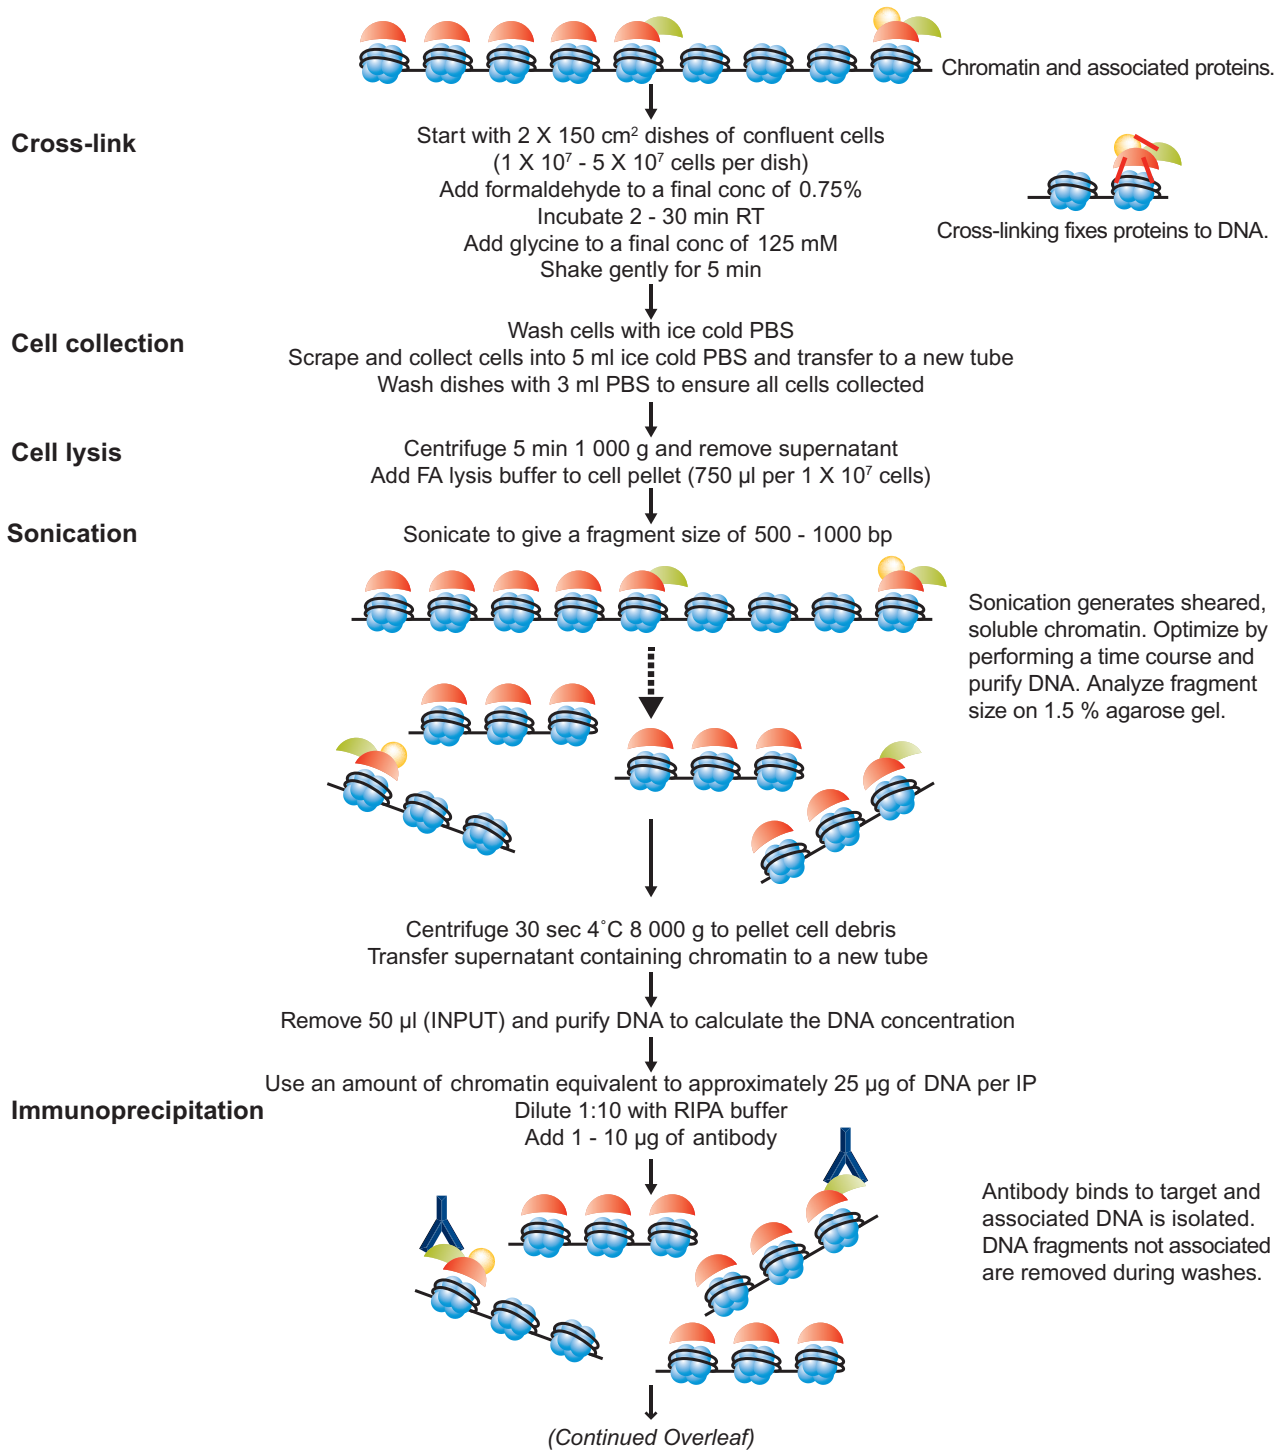 Chromatin and associated proteins.
Cross-link
Start with 2 X 150 cm² dishes of confluent cells
(1 X 10⁷ - 5 X 10⁷ cells per dish)
Add formaldehyde to a final conc of 0.75%
Incubate 2 - 30 min RT
Add glycine to a final conc of 125 mM
Shake gently for 5 min
Cross-linking fixes proteins to DNA.
Cell collection
Wash cells with ice cold PBS
Scrape and collect cells into 5 ml ice cold PBS and transfer to a new tube
Wash dishes with 3 ml PBS to ensure all cells collected
Cell lysis
Centrifuge 5 min 1 000 g and remove supernatant
Add FA lysis buffer to cell pellet (750 µl per 1 X 10⁷ cells)
Sonication
Sonicate to give a fragment size of 500 - 1000 bp
Sonication generates sheared,
soluble chromatin. Optimize by
performing a time course and
purify DNA. Analyze fragment
size on 1.5 % agarose gel.
Centrifuge 30 sec 4˚C 8 000 g to pellet cell debris
Transfer supernatant containing chromatin to a new tube
Remove 50 µl (INPUT) and purify DNA to calculate the DNA concentration
Immunoprecipitation
Use an amount of chromatin equivalent to approximately 25 µg of DNA per IP
Dilute 1:10 with RIPA buffer
Add 1 - 10 µg of antibody
Antibody binds to target and
associated DNA is isolated.
DNA fragments not associated
are removed during washes.
(Continued Overleaf)